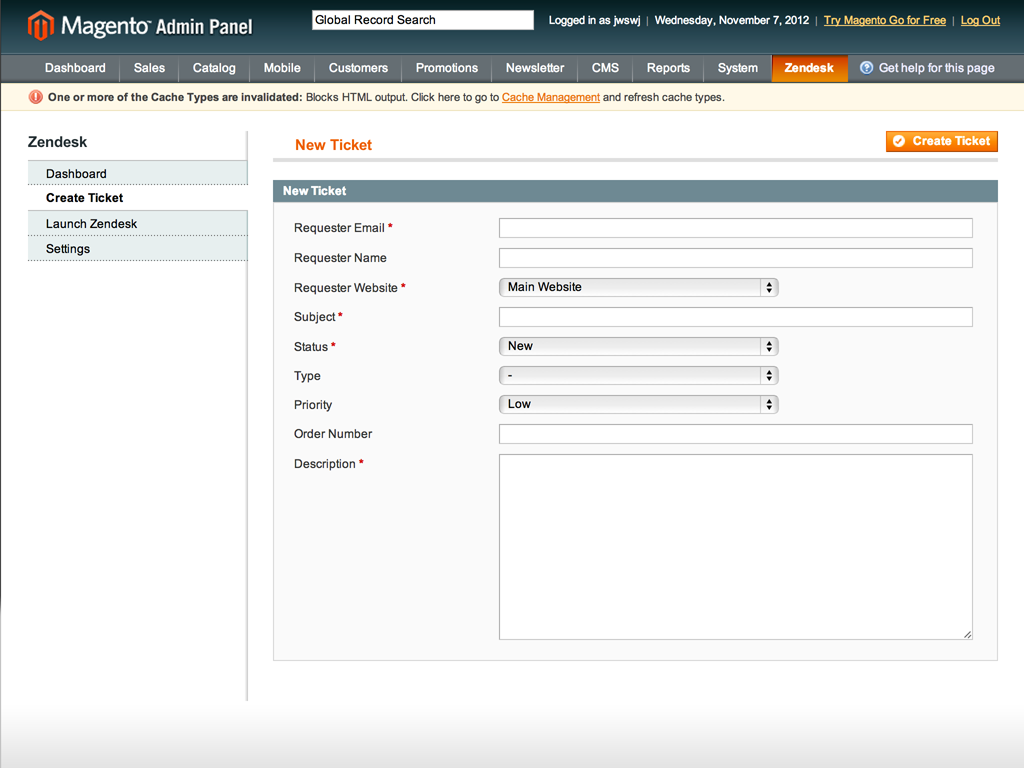 Magento™ Admin Panel
Global Record Search
Logged in as jwswj | Wednesday, November 7, 2012 | Try Magento Go for Free | Log Out
Dashboard Sales Catalog Mobile Customers Promotions Newsletter CMS Reports System Zendesk Get help for this page
One or more of the Cache Types are invalidated: Blocks HTML output. Click here to go to Cache Management and refresh cache types.
Zendesk
Dashboard
Create Ticket
Launch Zendesk
Settings
New Ticket
Create Ticket
New Ticket
Requester Email *
Requester Name
Requester Website * Main Website
Subject *
Status * New
Type -
Priority Low
Order Number
Description *